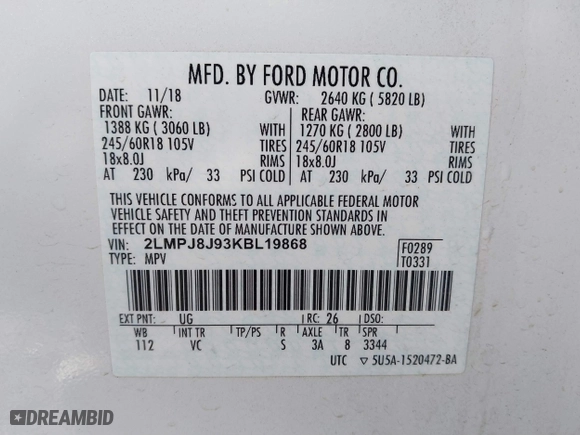 MFD. BY FORD MOTOR CO.
DATE: 11/18 GVWR: 2640 KG ( 5820 LB)
FRONT GAWR: REAR GAWR:
1388 KG ( 3060 LB) WITH 1270 KG ( 2800 LB) WITH
245/60R18 105V TIRES 245/60R18 105V TIRES
18x8.0J RIMS 18x8.0J RIMS
AT 230 kPa/ 33 PSI COLD AT 230 kPa/ 33 PSI COLD
THIS VEHICLE CONFORMS TO ALL APPLICABLE FEDERAL MOTOR
VEHICLE SAFETY AND THEFT PREVENTION STANDARDS IN
EFFECT ON THE DATE OF MANUFACTURE SHOWN ABOVE.
VIN: 2LMPJ8J93KBL19868 F0289
TYPE: MPV T0331
EXT PNT: UG RC: 26 DSO:
WB INT TR TP/PS R AXLE TR SPR
112 VC S 3A 8 3344
UTC ▽ 5U5A-1520472-BA
DREAMBID